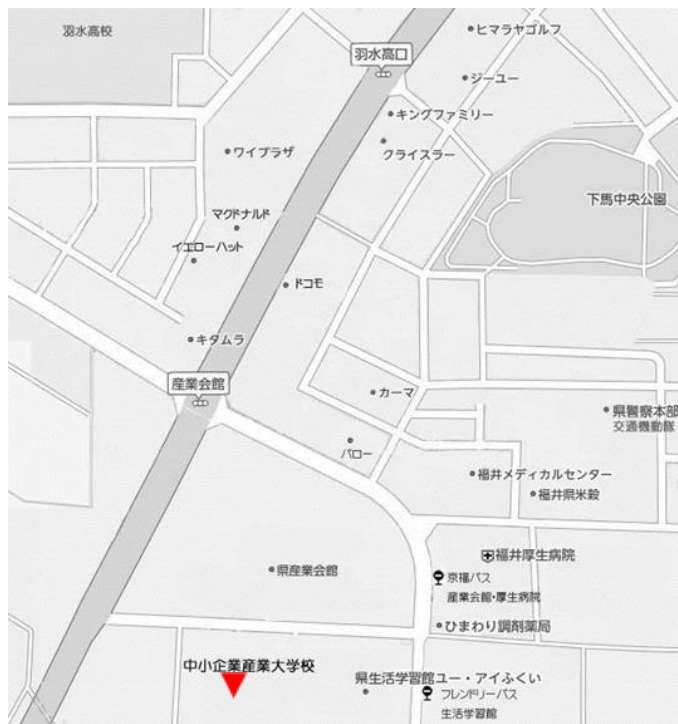 羽水高校
ヒマラヤゴルフ
羽水高口
ジーユー
キングファミリー
クライスラー
ワイプラザ
下馬中央公園
マクドナルド
イエローハット
ドコモ
キタムラ
産業会館
カーマ
県警察本部
交通機動隊
バロー
福井メディカルセンター
福井県米穀
福井厚生病院
県産業会館
京福バス
産業会館・厚生病院
ひまわり調剤薬局
中小企業産業大学校
県生活学習館ユー・アイふくい
フレンドリーバス
生活学習館